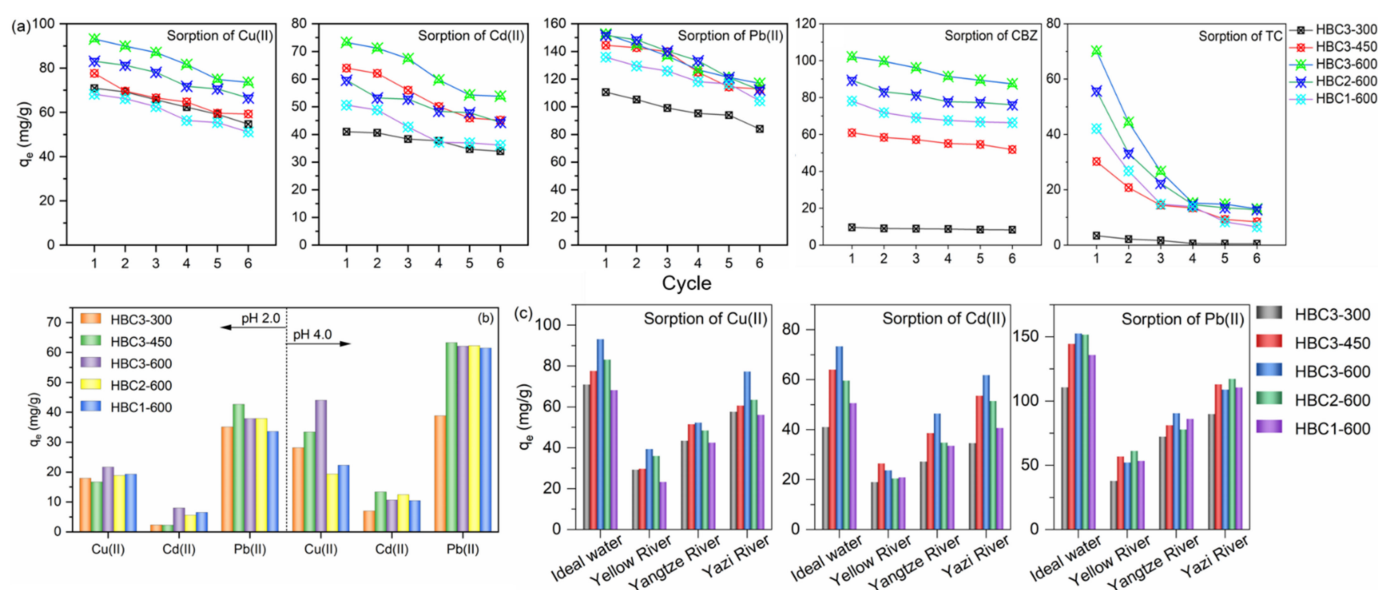 (a)
Sorption of Cu(II)
Sorption of Cd(II)
Sorption of Pb(II)
Sorption of CBZ
Sorption of TC
HBC3-300
HBC3-450
HBC3-600
HBC2-600
HBC1-600
qe (mg/g)
100
80
60
40
20
0
80
70
60
50
40
30
20
10
0
160
140
120
100
80
60
40
20
0
120
100
80
60
40
20
0
80
60
40
20
0
1 2 3 4 5 6
1 2 3 4 5 6
1 2 3 4 5 6
1 2 3 4 5 6
1 2 3 4 5 6
Cycle
(b)
pH 2.0
pH 4.0
HBC3-300
HBC3-450
HBC3-600
HBC2-600
HBC1-600
qe (mg/g)
70
65
60
55
50
45
40
35
30
25
20
15
10
5
0
Cu(II) Cd(II) Pb(II) Cu(II) Cd(II) Pb(II)
(c)
Sorption of Cu(II)
Sorption of Cd(II)
Sorption of Pb(II)
HBC3-300
HBC3-450
HBC3-600
HBC2-600
HBC1-600
qe (mg/g)
100
80
60
40
20
0
80
60
40
20
0
150
100
50
0
Ideal water
Yellow River
Yangtze River
Yazi River
Ideal water
Yellow River
Yangtze River
Yazi River
Ideal water
Yellow River
Yangtze River
Yazi River